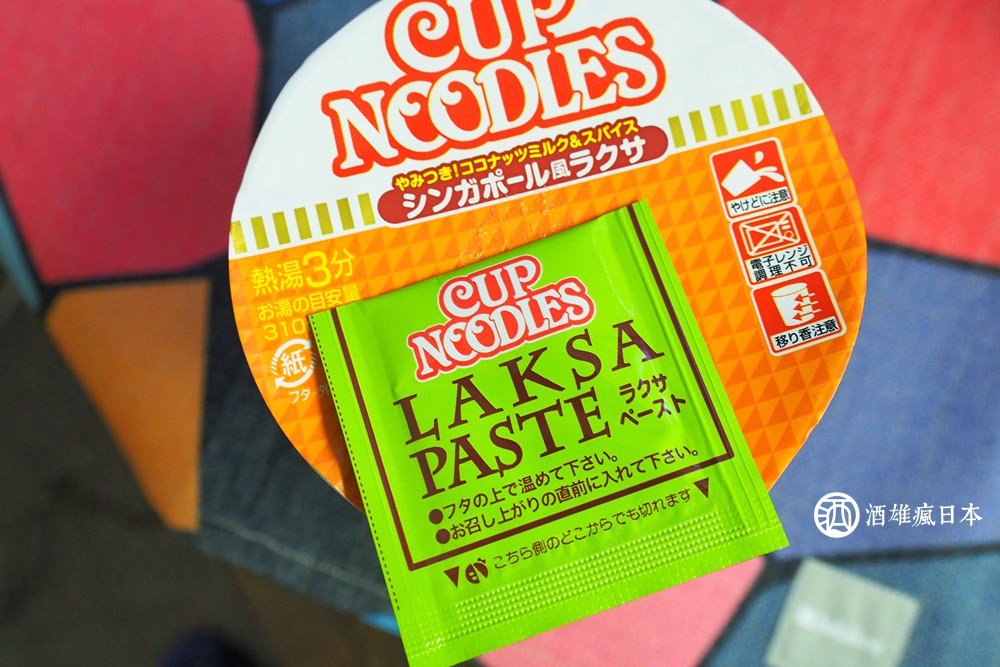 CUP
NOODLES
やみつき!ココナッツミルク&スパイス
シンガポール風ラクサ
やけどに注意
電子レンジ
調理不可
移り香注意
熱湯3分
お湯の目安量
310
紙
フタ
CUP
NOODLES
LAKSA
PASTE
ラクサ
ペースト
●フタの上で温めて下さい。
●お召し上がりの直前に入れて下さい。
▼こちら側のどこからでも切れます▼
酒 酒雄瘋日本